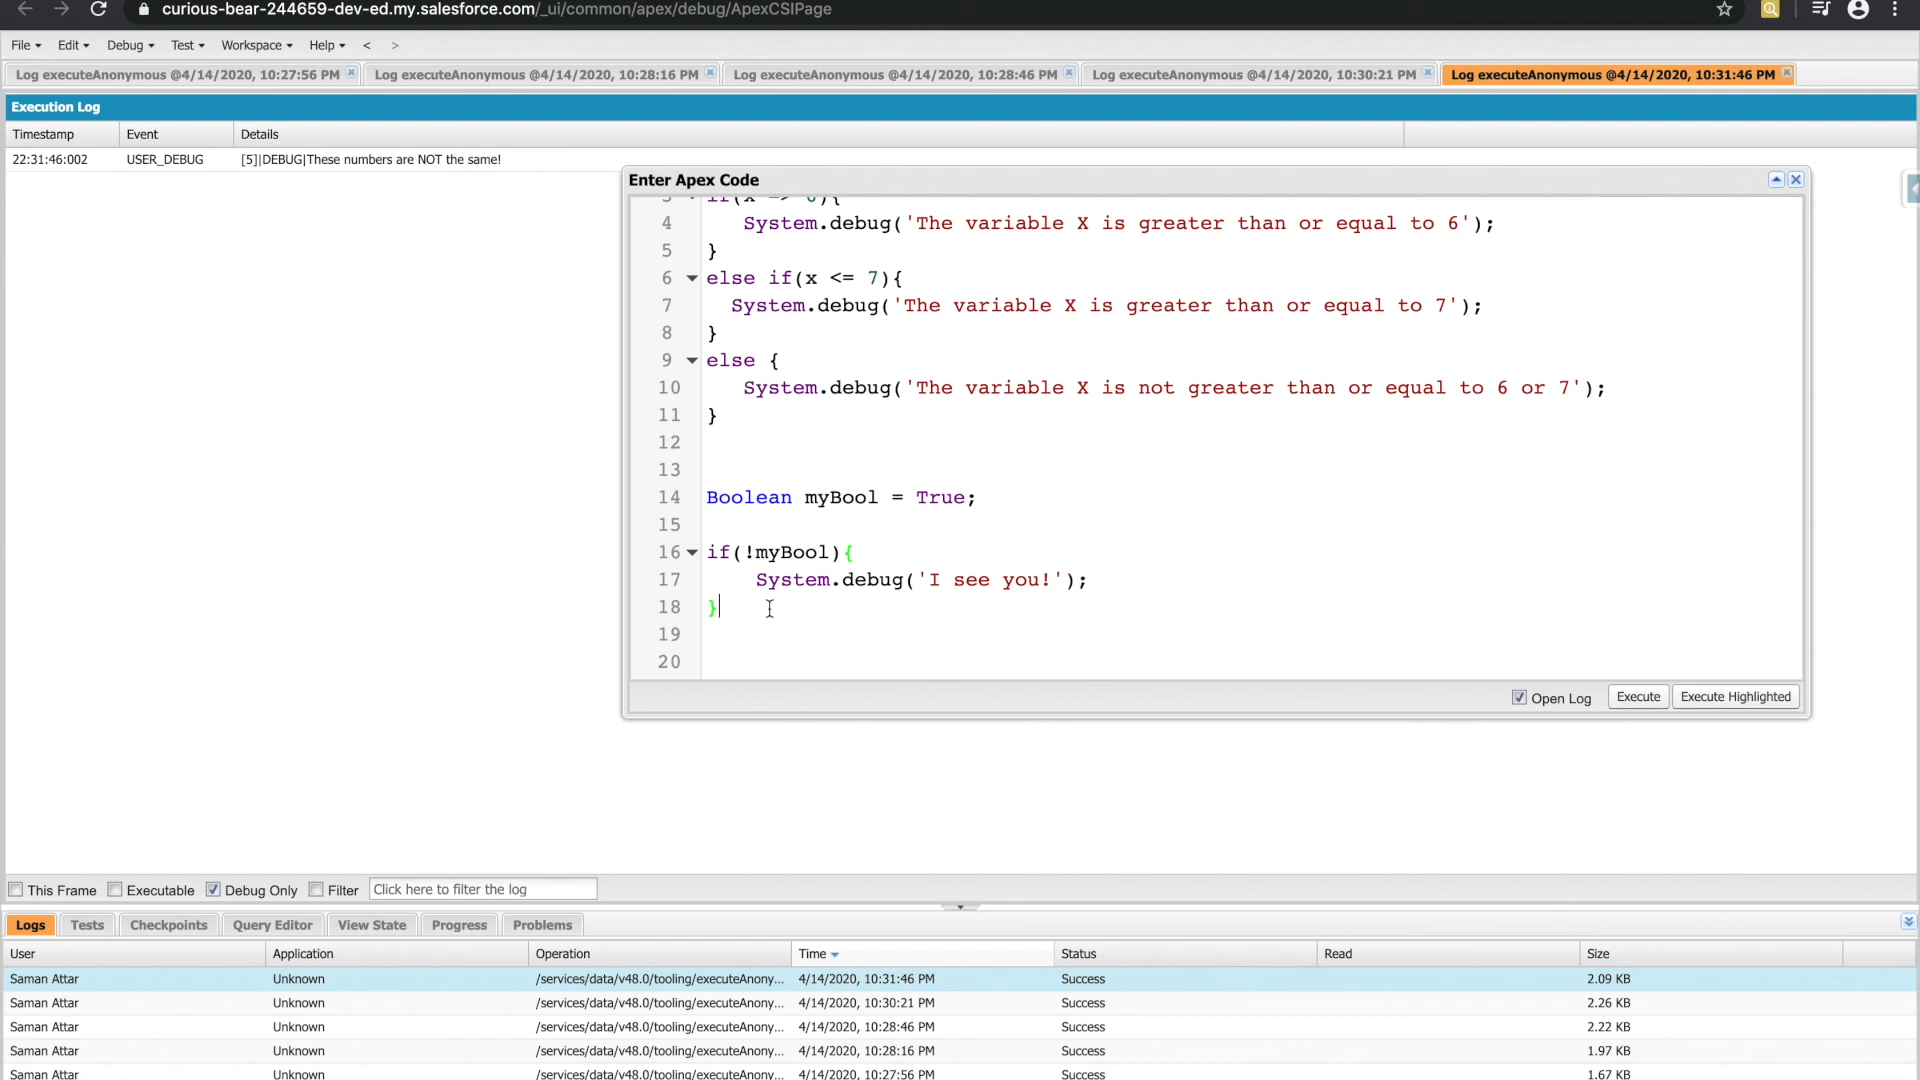 curious-bear-244659-dev-ed.my.salesforce.com/_ui/common/apex/debug/ApexCSIPage
File Edit Debug Test Workspace Help < >
Log executeAnonymous @4/14/2020, 10:27:56 PM Log executeAnonymous @4/14/2020, 10:28:16 PM Log executeAnonymous @4/14/2020, 10:28:46 PM Log executeAnonymous @4/14/2020, 10:30:21 PM Log executeAnonymous @4/14/2020, 10:31:46 PM
Execution Log
Timestamp Event Details
22:31:46:002 USER_DEBUG [5]|DEBUG|These numbers are NOT the same!
Enter Apex Code
4 System.debug('The variable X is greater than or equal to 6');
5 }
6 else if(x <= 7){
7 System.debug('The variable X is greater than or equal to 7');
8 }
9 else {
10 System.debug('The variable X is not greater than or equal to 6 or 7');
11 }
12
13
14 Boolean myBool = True;
15
16 if(!myBool){
17 System.debug('I see you!');
18 }
19
20
Open Log Execute Execute Highlighted
This Frame Executable Debug Only Filter Click here to filter the log
Logs Tests Checkpoints Query Editor View State Progress Problems
User Application Operation Time Status Read Size
Saman Attar Unknown /services/data/v48.0/tooling/executeAnony... 4/14/2020, 10:31:46 PM Success 2.09 KB
Saman Attar Unknown /services/data/v48.0/tooling/executeAnony... 4/14/2020, 10:30:21 PM Success 2.26 KB
Saman Attar Unknown /services/data/v48.0/tooling/executeAnony... 4/14/2020, 10:28:46 PM Success 2.22 KB
Saman Attar Unknown /services/data/v48.0/tooling/executeAnony... 4/14/2020, 10:28:16 PM Success 1.97 KB
Saman Attar Unknown /services/data/v48.0/tooling/executeAnony... 4/14/2020, 10:27:56 PM Success 1.67 KB